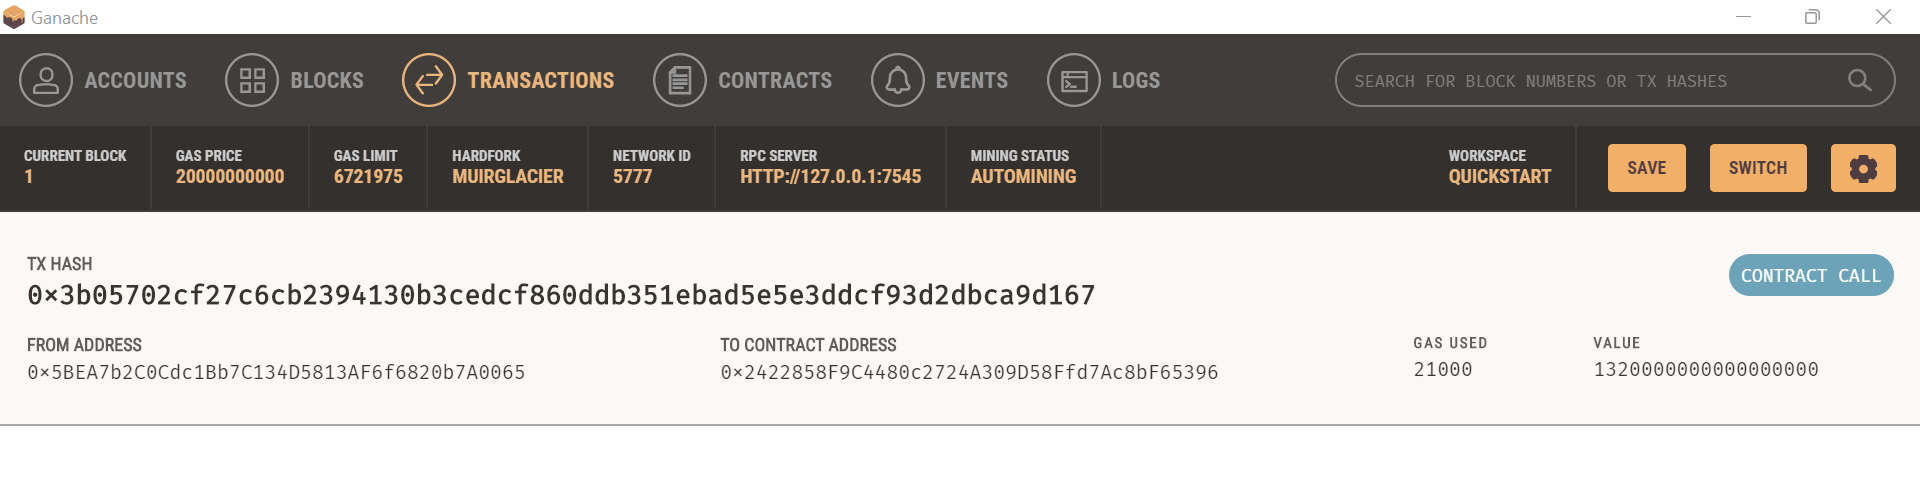 Ganache
ACCOUNTS BLOCKS TRANSACTIONS CONTRACTS EVENTS LOGS SEARCH FOR BLOCK NUMBERS OR TX HASHES
CURRENT BLOCK GAS PRICE GAS LIMIT HARDFORK NETWORK ID RPC SERVER MINING STATUS WORKSPACE
1 20000000000 6721975 MUIRGLACIER 5777 HTTP://127.0.0.1:7545 AUTOMINING QUICKSTART SAVE SWITCH
TX HASH
0×3b05702cf27c6cb2394130b3cedcf860ddb351ebad5e5e3ddcf93d2dbca9d167 CONTRACT CALL
FROM ADDRESS TO CONTRACT ADDRESS GAS USED VALUE
0×5BEA7b2C0Cdc1Bb7C134D5813AF6f6820b7A0065 0×2422858F9C4480c2724A309D58Ffd7Ac8bF65396 21000 1320000000000000000